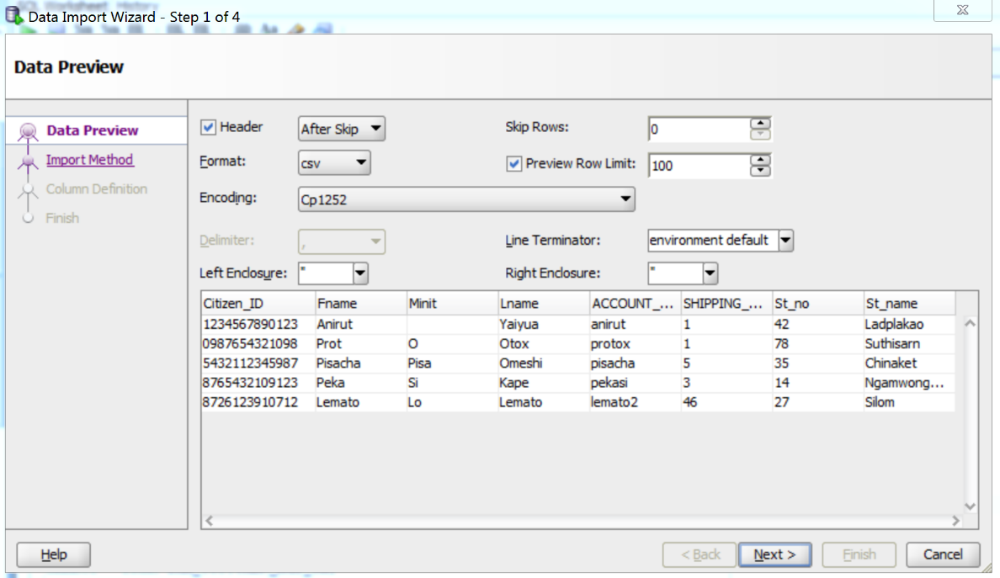 Data Import Wizard - Step 1 of 4
Data Preview
Data Preview
Import Method
Column Definition
Finish
Header After Skip Skip Rows: 0
Format: csv Preview Row Limit: 100
Encoding: Cp1252
Delimiter: , Line Terminator: environment default
Left Enclosure: " Right Enclosure: "
Citizen_ID Fname Minit Lname ACCOUNT_... SHIPPING_... St_no St_name
1234567890123 Anirut Yaiyua anirut 1 42 Ladplakao
0987654321098 Prot O Otox protox 1 78 Suthisarn
5432112345987 Pisacha Pisa Omeshi pisacha 5 35 Chinaket
8765432109123 Peka Si Kape pekasi 3 14 Ngamwong...
8726123910712 Lemato Lo Lemato lemato2 46 27 Silom
Help < Back Next > Finish Cancel